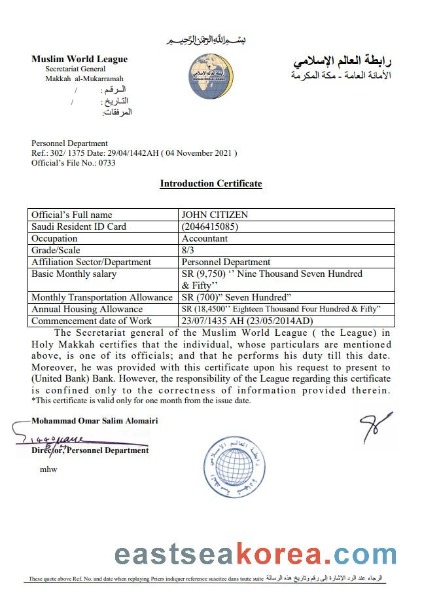 بسم الله الرحمن الرحيم
Muslim World League
Secretariat General
Makkah al-Mukarramah
رابطة العالم الإسلامي
الأمانة العامة - مكة المكرمة
الـرقـم : /
التاريخ : /
المرفقات:
Personnel Department
Ref.: 302/ 1375 Date: 29/04/1442AH ( 04 November 2021 )
Official's File No.: 0733
Introduction Certificate
Official's Full name JOHN CITIZEN
Saudi Resident ID Card (2046415085)
Occupation Accountant
Grade/Scale 8/3
Affiliation Sector/Department Personnel Department
Basic Monthly salary SR (9,750) '' Nine Thousand Seven Hundred
& Fifty''
Monthly Transportation Allowance SR (700)" Seven Hundred"
Annual Housing Allowance SR (18,4500'' Eighteen Thousand Four Hundred & Fifty"
Commencement date of Work 23/07/1435 AH (23/05/2014AD)
The Secretariat general of the Muslim World League ( the League) in
Holy Makkah certifies that the individual, whose particulars are mentioned
above, is one of its officials; and that he performs his duty till this date.
Moreover, he was provided with this certificate upon his request to present to
(United Bank) Bank. However, the responsibility of the League regarding this certificate
is confined only to the correctness of information provided therein.
*This certificate is valid only for one month from the issue date.
Mohammad Omar Salim Alomairi
Director, Personnel Department
mhw
رابطة العالم الإسلامي
eastseakorea.com
These quote above Ref. No. and date when replaying Priem indiquer reference suscitee dans toute suite الرجاء عند الرد الإشارة إلى رقم وتاريخ هذه الرسالة